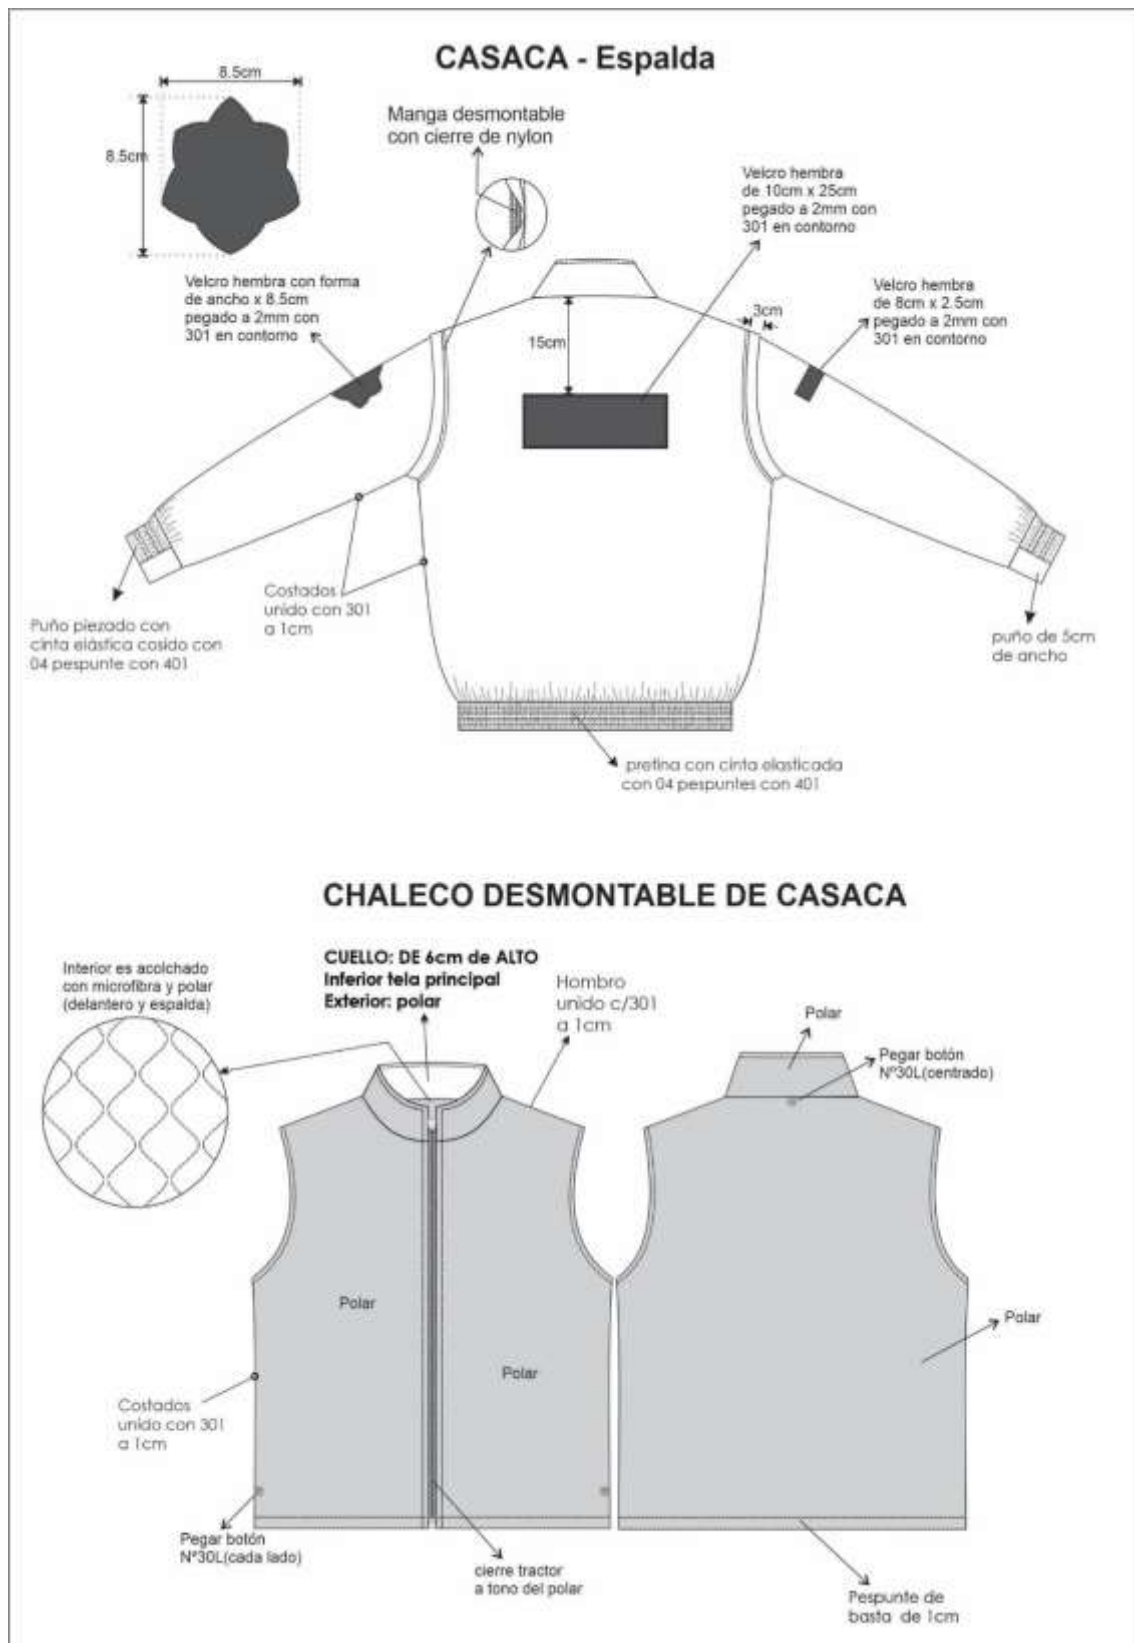 CASACA - Espalda
8.5cm
8.5cm
Manga desmontable
con cierre de nylon
Velcro hembra
de 10cm x 25cm
pegado a 2mm con
301 en contorno
Velcro hembra con forma
de ancho x 8.5cm
pegado a 2mm con
301 en contorno
15cm
3cm
Velcro hembra
de 8cm x 2.5cm
pegado a 2mm con
301 en contorno
Costados
unido con 301
a 1cm
Puño piezado con
cinta elástica cosido con
04 pespunte con 401
puño de 5cm
de ancho
pretina con cinta elasticada
con 04 pespuntes con 401
CHALECO DESMONTABLE DE CASACA
Interior es acolchado
con microfibra y polar
(delantero y espalda)
CUELLO: DE 6cm de ALTO
Inferior tela principal
Exterior: polar
Hombro
unido c/301
a 1cm
Polar
Pegar botón
Nº30L(centrado)
Polar
Polar
Polar
Costados
unido con 301
a 1cm
Pegar botón
Nº30L(cada lado)
cierre tractor
a tono del polar
Pespunte de
basta de 1cm